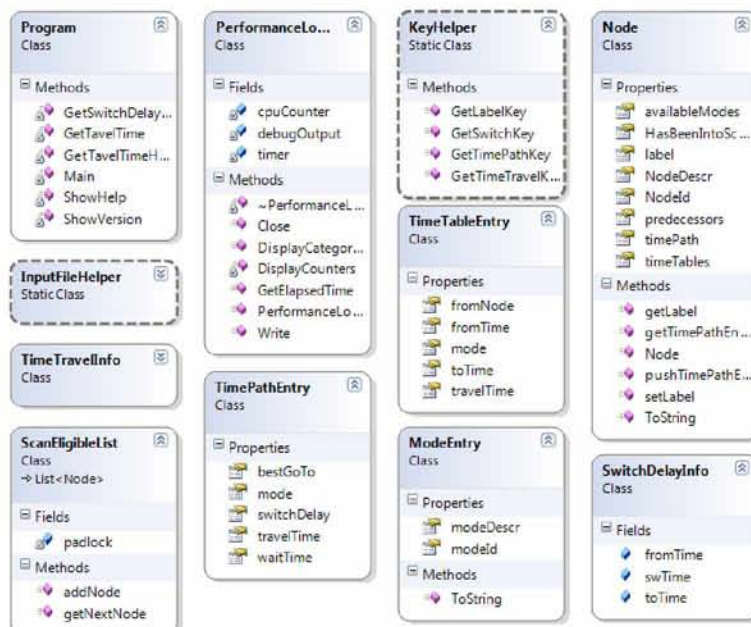 Program
Class
Methods
GetSwitchDelay...
GetTavelTime
GetTavelTimeH...
Main
ShowHelp
ShowVersion
InputFileHelper
Static Class
TimeTravelInfo
Class
ScanEligibleList
Class
→ List<Node>
Fields
padlock
Methods
addNode
getNextNode
PerformanceLo...
Class
Fields
cpuCounter
debugOutput
timer
Methods
~PerformanceL...
Close
DisplayCategor...
DisplayCounters
GetElapsedTime
PerformanceLo...
Write
TimePathEntry
Class
Properties
bestGoTo
mode
switchDelay
travelTime
waitTime
KeyHelper
Static Class
Methods
GetLabelKey
GetSwitchKey
GetTimePathKey
GetTimeTravelK...
TimeTableEntry
Class
Properties
fromNode
fromTime
mode
toTime
travelTime
ModeEntry
Class
Properties
modeDescr
modeId
Methods
ToString
Node
Class
Properties
availableModes
HasBeenIntoSc...
label
NodeDescr
NodeId
predecessors
timePath
timeTables
Methods
getLabel
getTimePathEn...
Node
pushTimePathE...
setLabel
ToString
SwitchDelayInfo
Class
Fields
fromTime
swTime
toTime